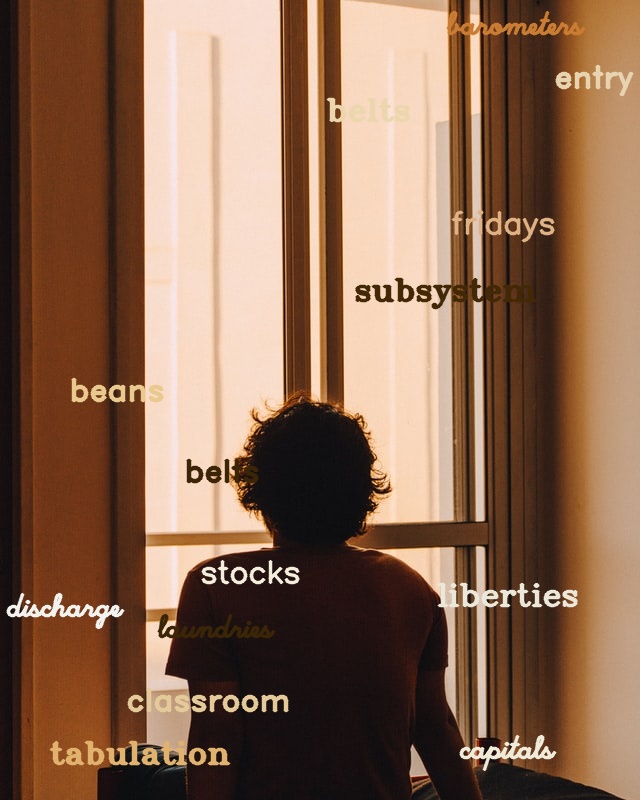 barometers
entry
belts
fridays
subsystem
beans
belts
stocks
liberties
discharge
laundries
classroom
capitals
tabulation